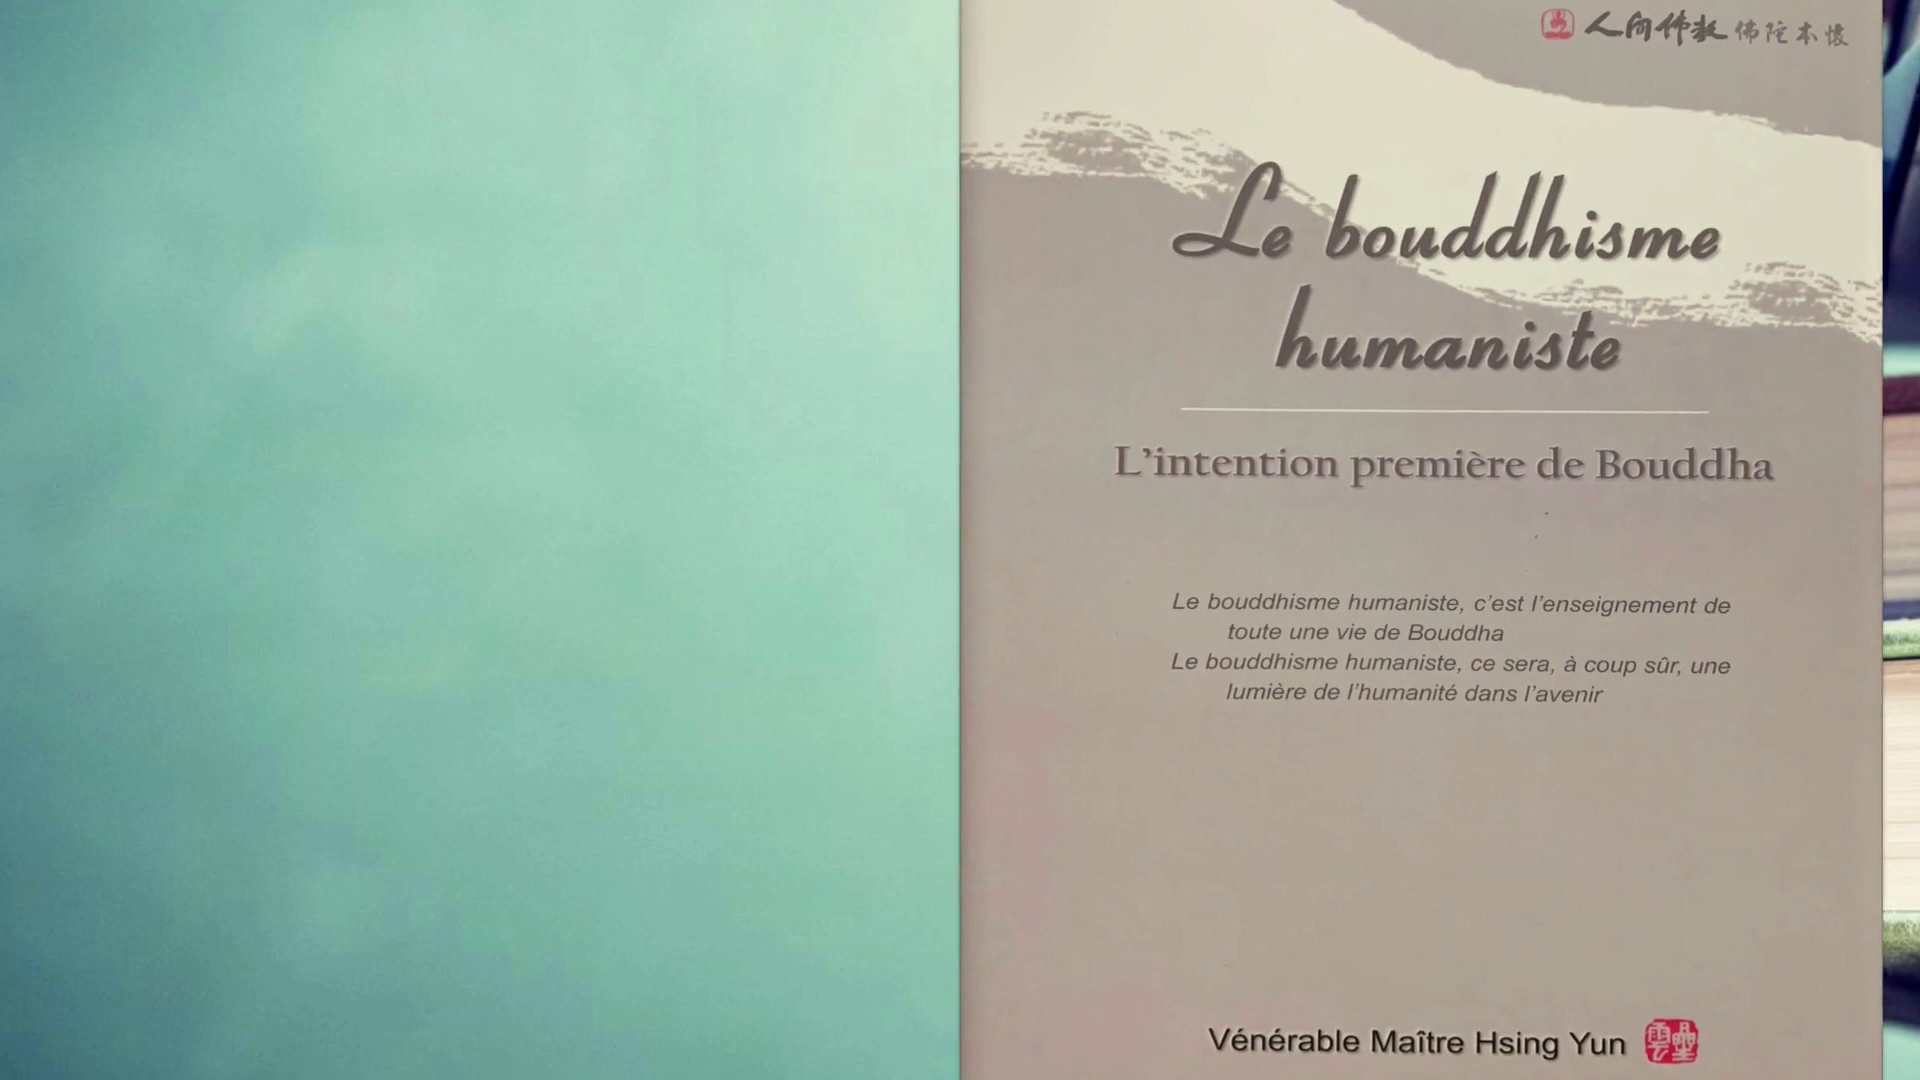 人间佛教 佛陀本懷
Le bouddhisme
humaniste
L'intention première de Bouddha
Le bouddhisme humaniste, c'est l'enseignement de
toute une vie de Bouddha
Le bouddhisme humaniste, ce sera, à coup sûr, une
lumière de l'humanité dans l'avenir
Vénérable Maître Hsing Yun